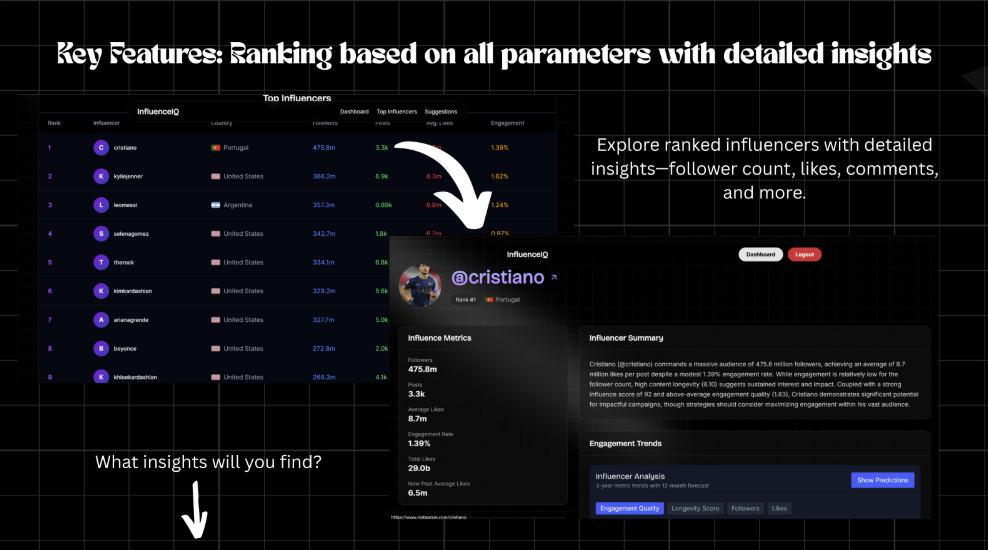 Key Features: Ranking based on all parameters with detailed insights
Top Influencers
InfluenceIQ
Dashboard Top Influencers Suggestions
Rank Influencer Country Followers Posts Avg. Likes Engagement
1 C cristiano Portugal 475.8m 3.3k 1.39%
2 K kyliejenner United States 366.2m 6.9k 8.3m 1.62%
3 L leomessi Argentina 357.3m 0.89k 6.8m 1.24%
4 S selenagomez United States 342.7m 1.8k 6.2m 0.97%
5 T therock United States 334.1m 6.8k
6 K kimkardashian United States 329.2m 5.6k
7 A arianagrande United States 327.7m 5.0k
8 B beyonce United States 272.8m 2.0k
9 K khloekardashian United States 268.3m 4.1k
Explore ranked influencers with detailed
insights—follower count, likes, comments,
and more.
InfluenceIQ
Dashboard Logout
@cristiano
Rank #1 Portugal
Influence Metrics
Followers
475.8m
Posts
3.3k
Average Likes
8.7m
Engagement Rate
1.39%
Total Likes
29.0b
New Post Average Likes
6.5m
https://www.instagram.com/cristiano
Influencer Summary
Cristiano (@cristiano) commands a massive audience of 475.8 million followers, achieving an average of 8.7
million likes per post despite a modest 1.39% engagement rate. While engagement is relatively low for the
follower count, high content longevity (8.10) suggests sustained interest and impact. Coupled with a strong
influence score of 92 and above-average engagement quality (1.83), Cristiano demonstrates significant potential
for impactful campaigns, though strategies should consider maximizing engagement within his vast audience.
Engagement Trends
Influencer Analysis
3-year metric trends with 12-month forecast
Show Predictions
Engagement Quality Longevity Score Followers Likes
What insights will you find?